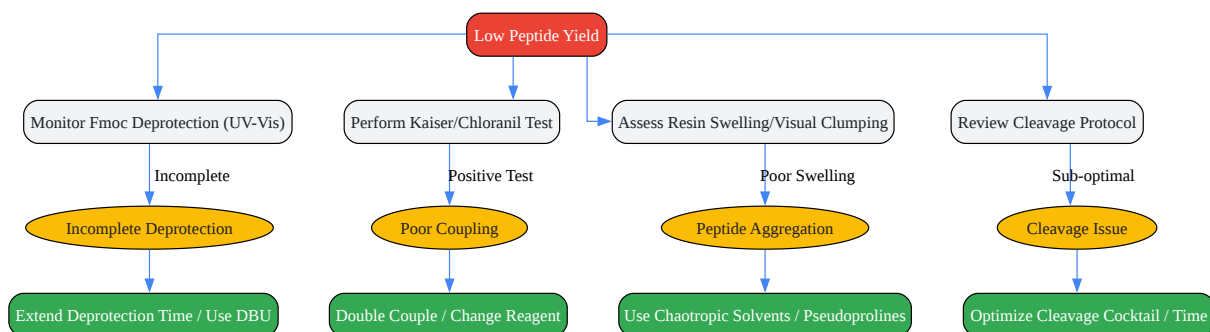 Low Peptide Yield
Monitor Fmoc Deprotection (UV-Vis)
Perform Kaiser/Chloranil Test
Assess Resin Swelling/Visual Clumping
Review Cleavage Protocol
Incomplete
Positive Test
Poor Swelling
Sub-optimal
Incomplete Deprotection
Poor Coupling
Peptide Aggregation
Cleavage Issue
Extend Deprotection Time / Use DBU
Double Couple / Change Reagent
Use Chaotropic Solvents / Pseudoprolines
Optimize Cleavage Cocktail / Time